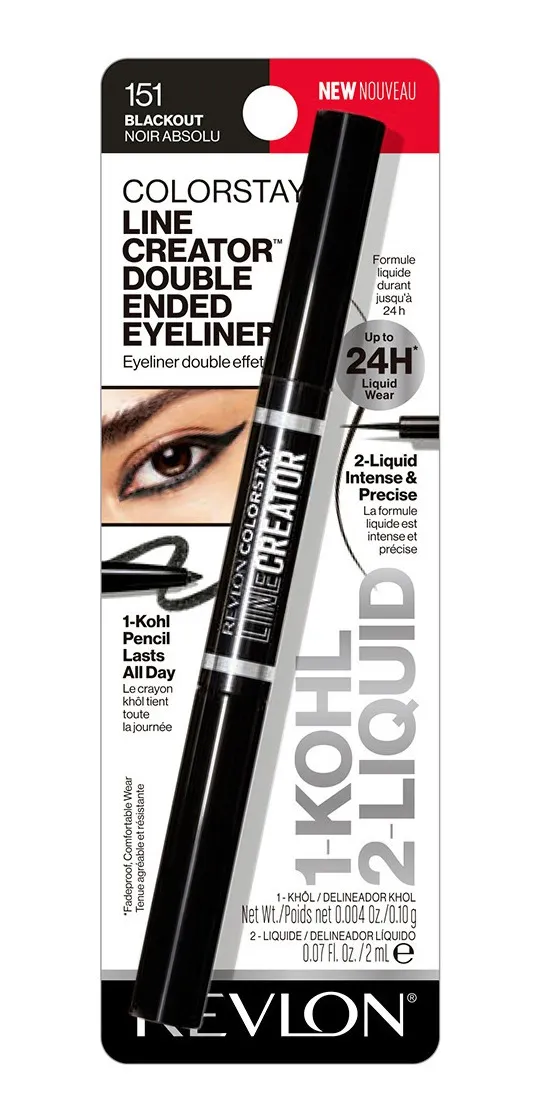 151
BLACKOUT
NOIR ABSOLU
NEW NOUVEAU
COLORSTAY
LINE
CREATOR™
DOUBLE
ENDED
EYELINER
Eyeliner double effet
Formule
liquide
durant
jusqu'à
24 h
Up to
24H*
Liquid
Wear
2-Liquid
Intense &
Precise
La formule
liquide est
intense et
précise
REVLON COLORSTAY
LINECREATOR
1-Kohl
Pencil
Lasts
All Day
Le crayon
khôl tient
toute
la journée
1-KOHL
2-LIQUID
*Fadeproof, Comfortable Wear
Tenue agréable et résistante
1 - KHÔL / DELINEADOR KHOL
Net Wt./Poids net 0.004 Oz./0.10 g
2 - LIQUIDE / DELINEADOR LÍQUIDO
0.07 Fl. Oz. / 2 mL ℮
REVLON®